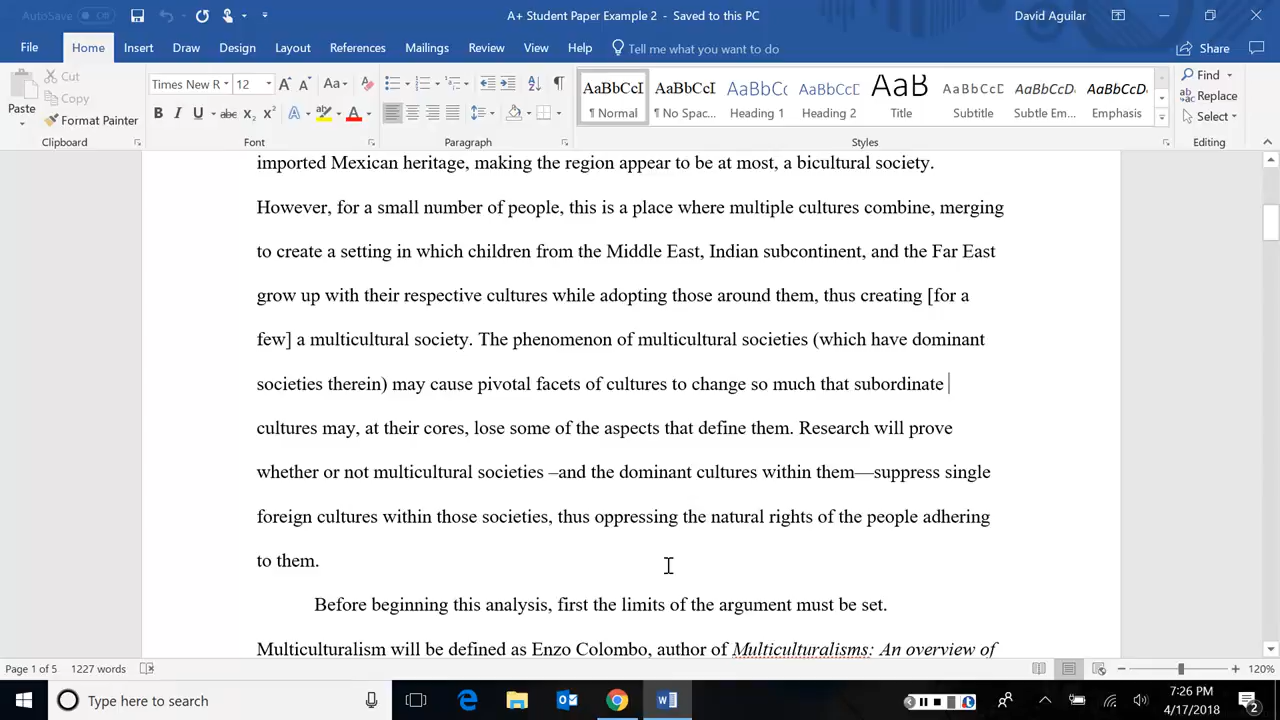 AutoSave Off
A+ Student Paper Example 2 - Saved to this PC
David Aguilar
File Home Insert Draw Design Layout References Mailings Review View Help Tell me what you want to do Share
Paste
Cut
Copy
Format Painter
Clipboard
Times New R 12
Aa
B I U abc X₂ X²
Font
Paragraph
AaBbCcI AaBbCcI AaBbCc AaBbCcD AaB AaBbCcD AaBbCcD AaBbCcD
¶ Normal ¶ No Spac... Heading 1 Heading 2 Title Subtitle Subtle Em... Emphasis
Styles
Find
Replace
Select
Editing
imported Mexican heritage, making the region appear to be at most, a bicultural society.
However, for a small number of people, this is a place where multiple cultures combine, merging
to create a setting in which children from the Middle East, Indian subcontinent, and the Far East
grow up with their respective cultures while adopting those around them, thus creating [for a
few] a multicultural society. The phenomenon of multicultural societies (which have dominant
societies therein) may cause pivotal facets of cultures to change so much that subordinate
cultures may, at their cores, lose some of the aspects that define them. Research will prove
whether or not multicultural societies –and the dominant cultures within them—suppress single
foreign cultures within those societies, thus oppressing the natural rights of the people adhering
to them.
Before beginning this analysis, first the limits of the argument must be set.
Multiculturalism will be defined as Enzo Colombo, author of Multiculturalisms: An overview of
Page 1 of 5 1227 words
120%
Type here to search
7:26 PM
4/17/2018
2